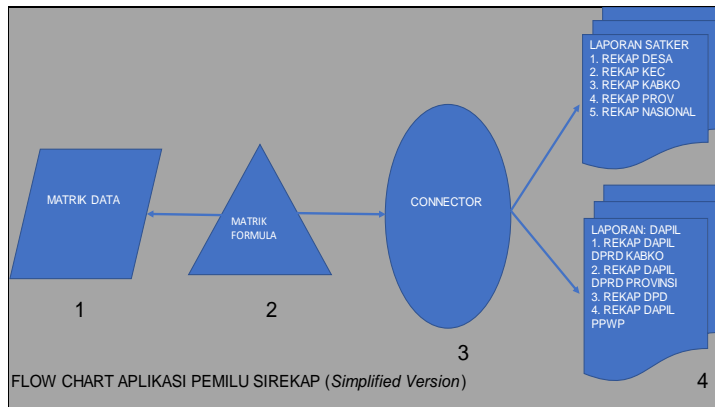 LAPORAN SATKER
1. REKAP DESA
2. REKAP KEC
3. REKAP KABKO
4. REKAP PROV
5. REKAP NASIONAL
MATRIK DATA
MATRIK
FORMULA
CONNECTOR
LAPORAN: DAPIL
1. REKAP DAPIL
DPRD KABKO
2. REKAP DAPIL
DPRD PROVINSI
3. REKAP DPD
4. REKAP DAPIL
PPWP
1
2
3
4
FLOW CHART APLIKASI PEMILU SIREKAP (Simplified Version)